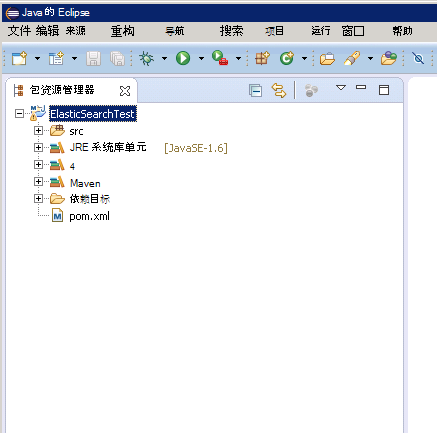 Java 的 Eclipse
文件 编辑 来源 重构 导航 搜索 项目 运行 窗口 帮助
包资源管理器
ElasticSearchTest
src
JRE 系统库单元 [JavaSE-1.6]
4
Maven
依赖目标
pom.xml